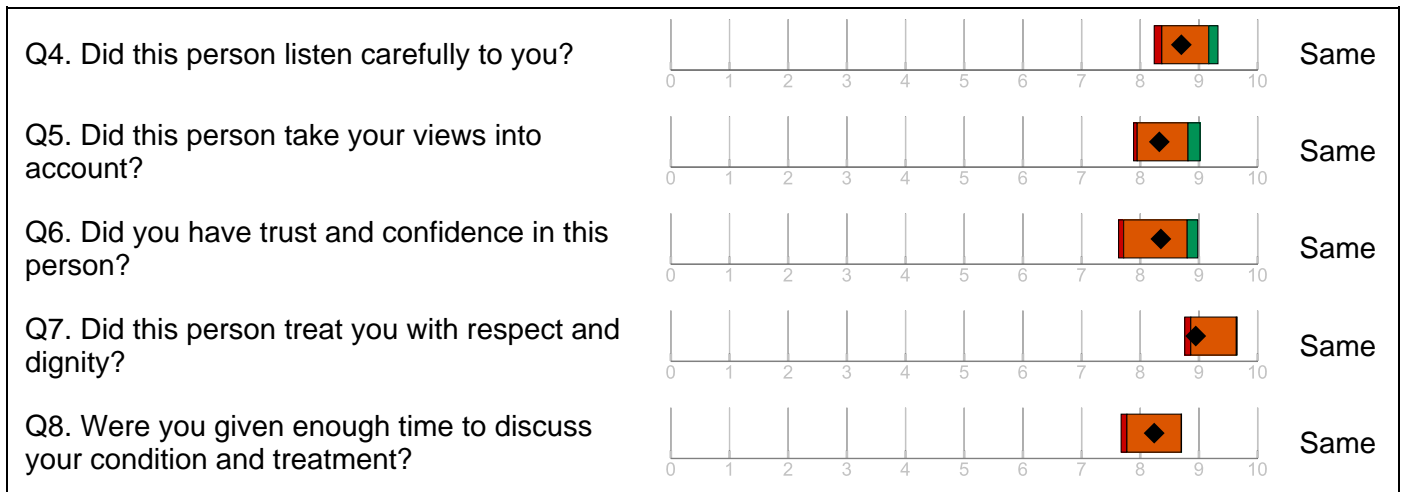 Q4. Did this person listen carefully to you?
0 1 2 3 4 5 6 7 8 9 10
Same
Q5. Did this person take your views into
account?
0 1 2 3 4 5 6 7 8 9 10
Same
Q6. Did you have trust and confidence in this
person?
0 1 2 3 4 5 6 7 8 9 10
Same
Q7. Did this person treat you with respect and
dignity?
0 1 2 3 4 5 6 7 8 9 10
Same
Q8. Were you given enough time to discuss
your condition and treatment?
0 1 2 3 4 5 6 7 8 9 10
Same